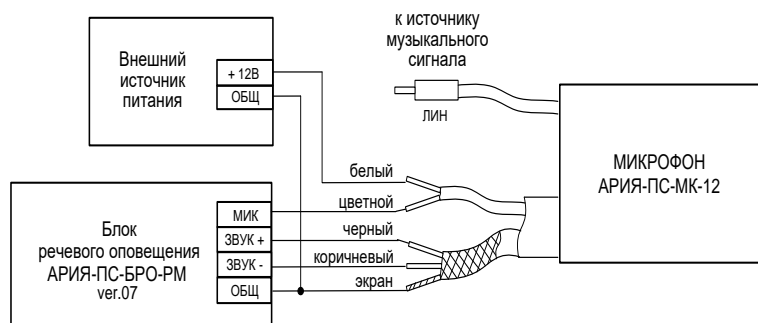 к источнику
музыкального
сигнала
Внешний
источник
питания
+ 12В
ОБЩ
ЛИН
МИКРОФОН
АРИЯ-ПС-МК-12
белый
цветной
черный
коричневый
экран
Блок
речевого оповещения
АРИЯ-ПС-БРО-РМ
ver.07
МИК
ЗВУК +
ЗВУК -
ОБЩ